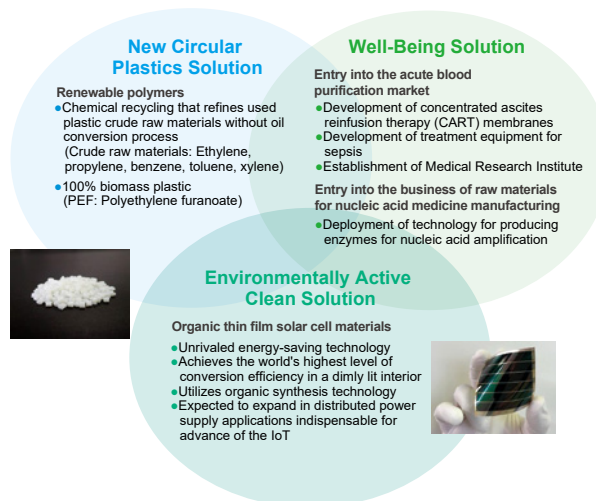 New Circular
Plastics Solution
Renewable polymers
●Chemical recycling that refines used
plastic crude raw materials without oil
conversion process
(Crude raw materials: Ethylene,
propylene, benzene, toluene, xylene)
●100% biomass plastic
(PEF: Polyethylene furanoate)
Well-Being Solution
Entry into the acute blood
purification market
●Development of concentrated ascites
reinfusion therapy (CART) membranes
●Development of treatment equipment for
sepsis
●Establishment of Medical Research Institute
Entry into the business of raw materials
for nucleic acid medicine manufacturing
●Deployment of technology for producing
enzymes for nucleic acid amplification
Environmentally Active
Clean Solution
Organic thin film solar cell materials
●Unrivaled energy-saving technology
●Achieves the world's highest level of
conversion efficiency in a dimly lit interior
●Utilizes organic synthesis technology
●Expected to expand in distributed power
supply applications indispensable for
advance of the IoT